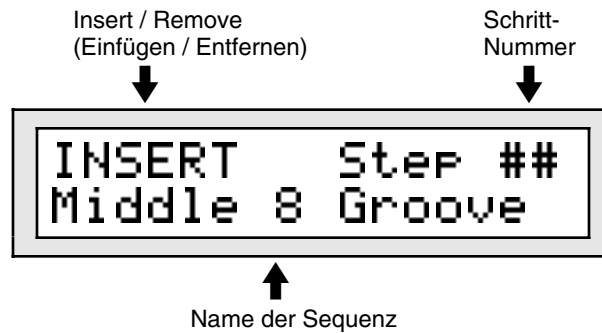 Insert / Remove
(Einfügen / Entfernen)
Schritt-
Nummer
INSERT Step ##
Middle 8 Groove
Name der Sequenz